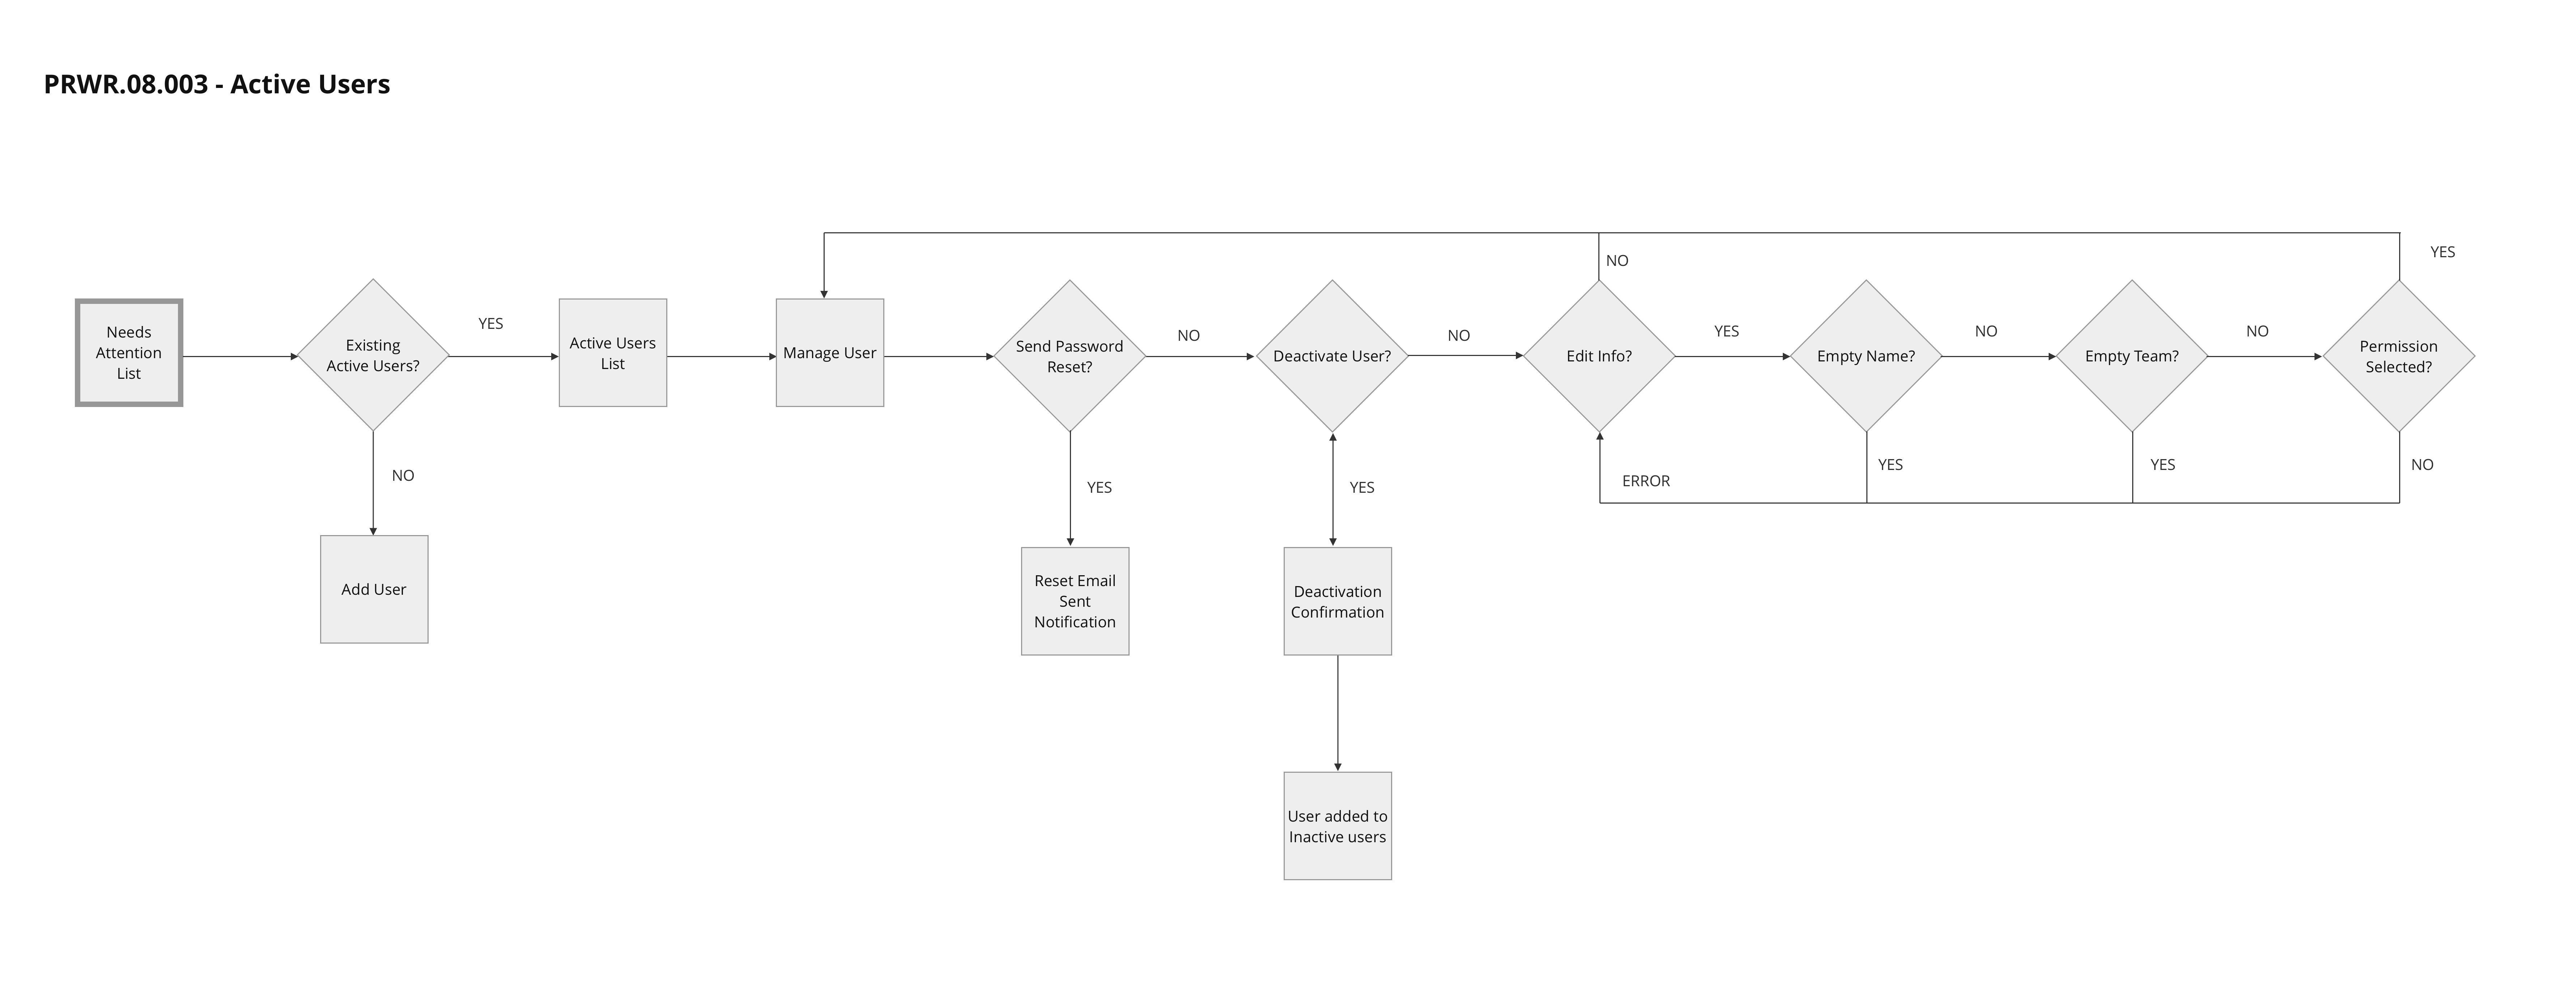 PRWR.08.003 - Active Users
Needs
Attention
List
Existing
Active Users?
YES
NO
Add User
Active Users
List
Manage User
Send Password
Reset?
NO
YES
Reset Email
Sent
Notification
Deactivate User?
NO
YES
Deactivation
Confirmation
User added to
Inactive users
Edit Info?
NO
YES
ERROR
Empty Name?
NO
YES
Empty Team?
NO
YES
Permission
Selected?
YES
NO